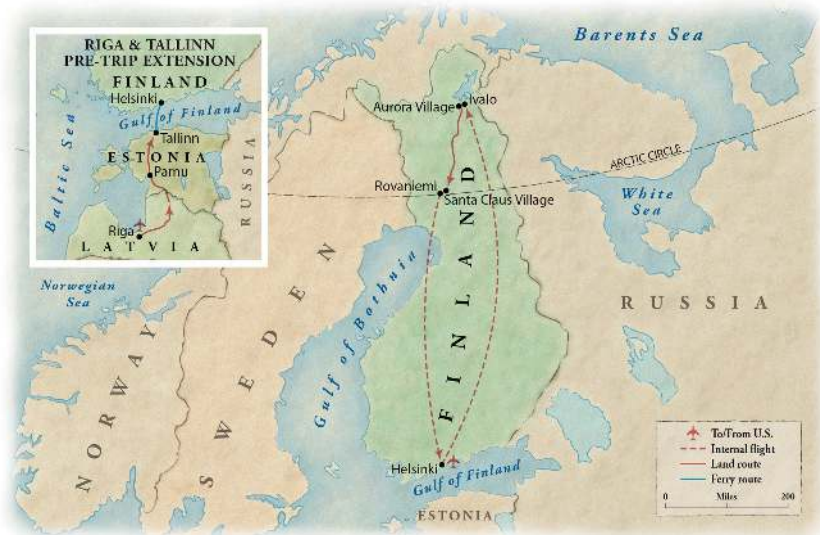 RIGA & TALLINN
PRE-TRIP EXTENSION
FINLAND
Helsinki
Gulf of Finland
Baltic Sea
Tallinn
ESTONIA
Parnu
RUSSIA
Riga
LATVIA
Barents Sea
Aurora Village
Ivalo
ARCTIC CIRCLE
Rovaniemi
Santa Claus Village
White
Sea
Norwegian
Sea
NORWAY
SWEDEN
Gulf of Bothnia
FINLAND
RUSSIA
Helsinki
Gulf of Finland
ESTONIA
To/From U.S.
Internal flight
Land route
Ferry route
0 Miles 200